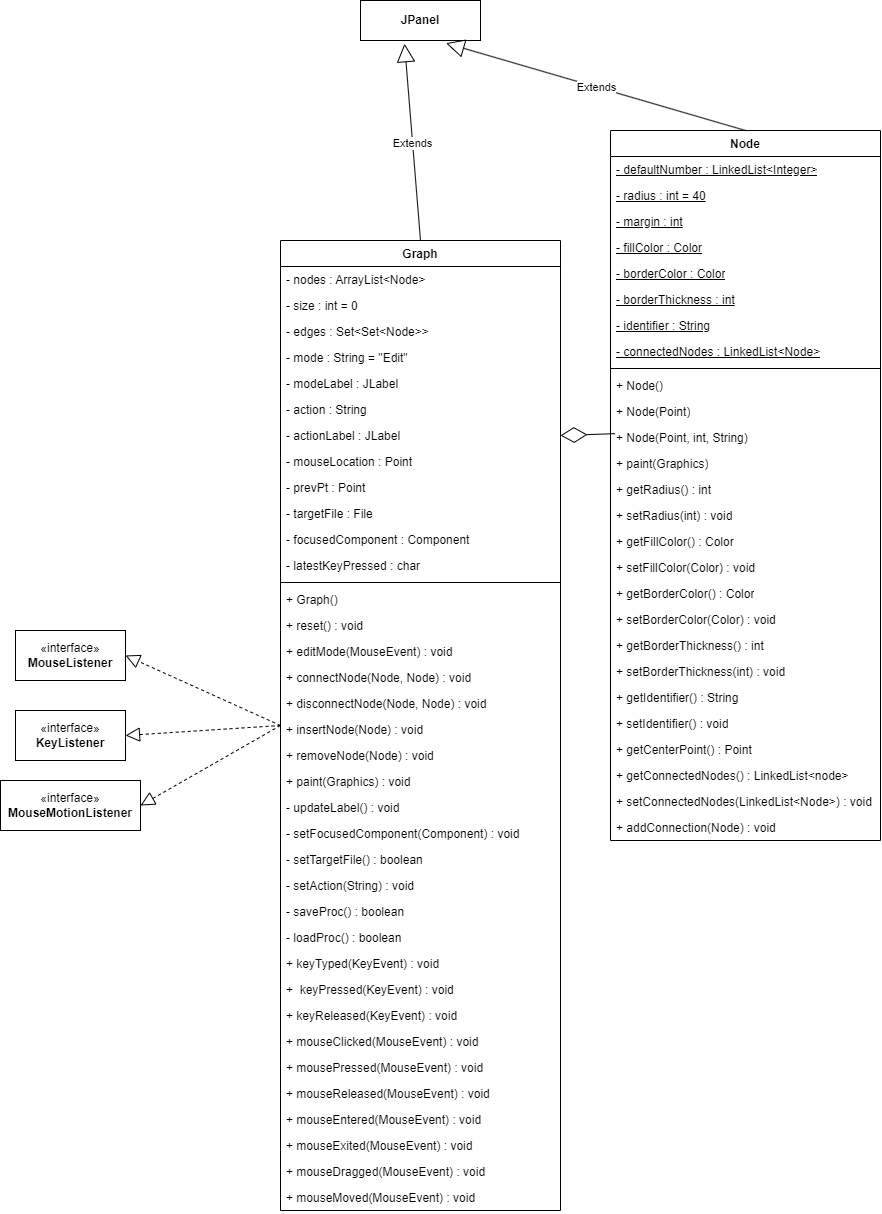 JPanel
Extends
Extends
Node
- defaultNumber : LinkedList<Integer>
- radius : int = 40
- margin : int
- fillColor : Color
- borderColor : Color
- borderThickness : int
- identifier : String
- connectedNodes : LinkedList<Node>
+ Node()
+ Node(Point)
+ Node(Point, int, String)
+ paint(Graphics)
+ getRadius() : int
+ setRadius(int) : void
+ getFillColor() : Color
+ setFillColor(Color) : void
+ getBorderColor() : Color
+ setBorderColor(Color) : void
+ getBorderThickness() : int
+ setBorderThickness(int) : void
+ getIdentifier() : String
+ setIdentifier() : void
+ getCenterPoint() : Point
+ getConnectedNodes() : LinkedList<node>
+ setConnectedNodes(LinkedList<Node>) : void
+ addConnection(Node) : void
Graph
- nodes : ArrayList<Node>
- size : int = 0
- edges : Set<Set<Node>>
- mode : String = "Edit"
- modeLabel : JLabel
- action : String
- actionLabel : JLabel
- mouseLocation : Point
- prevPt : Point
- targetFile : File
- focusedComponent : Component
- latestKeyPressed : char
+ Graph()
+ reset() : void
+ editMode(MouseEvent) : void
+ connectNode(Node, Node) : void
+ disconnectNode(Node, Node) : void
+ insertNode(Node) : void
+ removeNode(Node) : void
+ paint(Graphics) : void
- updateLabel() : void
- setFocusedComponent(Component) : void
- setTargetFile() : boolean
- setAction(String) : void
- saveProc() : boolean
- loadProc() : boolean
+ keyTyped(KeyEvent) : void
+ keyPressed(KeyEvent) : void
+ keyReleased(KeyEvent) : void
+ mouseClicked(MouseEvent) : void
+ mousePressed(MouseEvent) : void
+ mouseReleased(MouseEvent) : void
+ mouseEntered(MouseEvent) : void
+ mouseExited(MouseEvent) : void
+ mouseDragged(MouseEvent) : void
+ mouseMoved(MouseEvent) : void
«interface»
MouseListener
«interface»
KeyListener
«interface»
MouseMotionListener